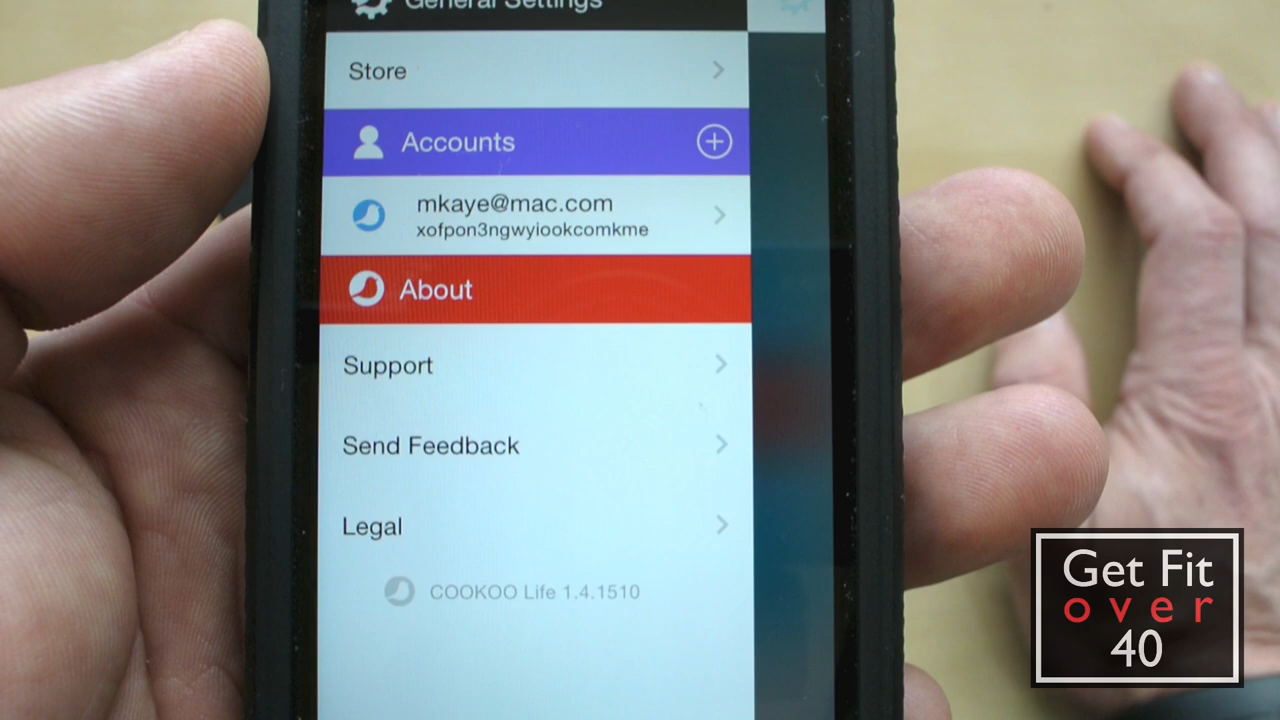 General Settings
Store
Accounts
mkaye@mac.com
xofpon3ngwyiookcomkme
About
Support
Send Feedback
Legal
COOKOO Life 1.4.1510
Get Fit
over
40